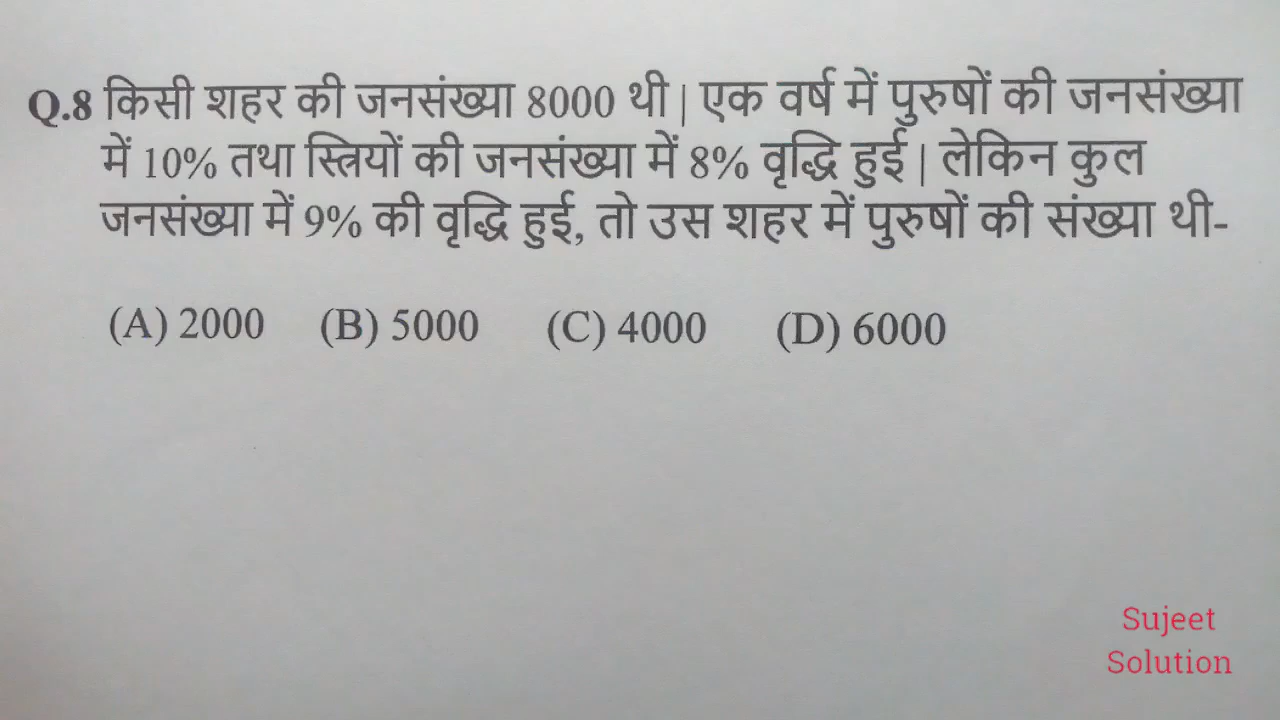 Q.8 किसी शहर की जनसंख्या 8000 थी | एक वर्ष में पुरुषों की जनसंख्या
में 10% तथा स्त्रियों की जनसंख्या में 8% वृद्धि हुई | लेकिन कुल
जनसंख्या में 9% की वृद्धि हुई, तो उस शहर में पुरुषों की संख्या थी-
(A) 2000 (B) 5000 (C) 4000 (D) 6000
Sujeet
Solution